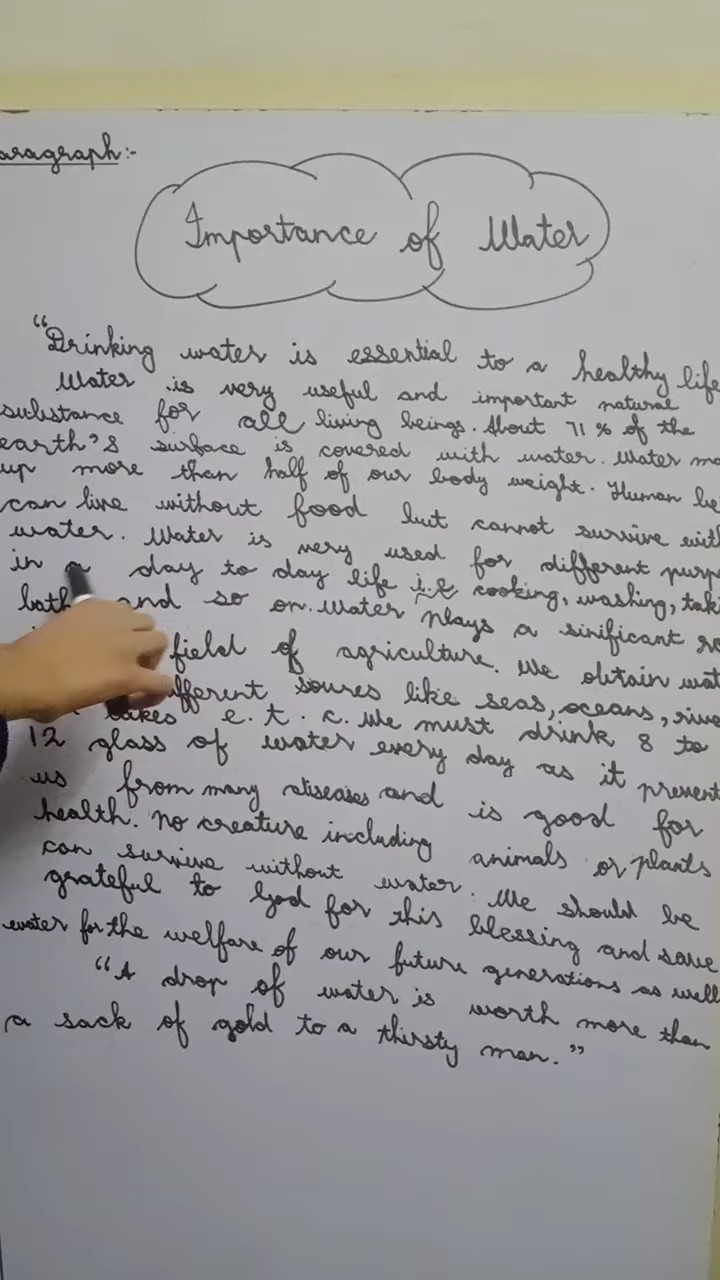 aragraph:-
Importance of Water
“Drinking water is essential to a healthy life
Water is very useful and important natural
substance for all living beings. About 71% of the
earth's surface is covered with water. Water ma
up more than half of our body weight. Human be
can live without food but cannot survive with
water. Water is very used for different purp
in a day to day life i.e cooking, washing, taki
bath and so on. Water plays a sinificant ro
field of agriculture. We obtain wat
ifferent soures like seas, oceans, rive
lakes e.t.c. We must drink 8 to
12 glass of water every day as it prevent
us from many diseases and is good for
health. No creature including animals or plants
can survive without water. We should be
grateful to God for this blessing and save
water for the welfare of our future generations as well
“A drop of water is worth more than
a sack of gold to a thirsty man.”